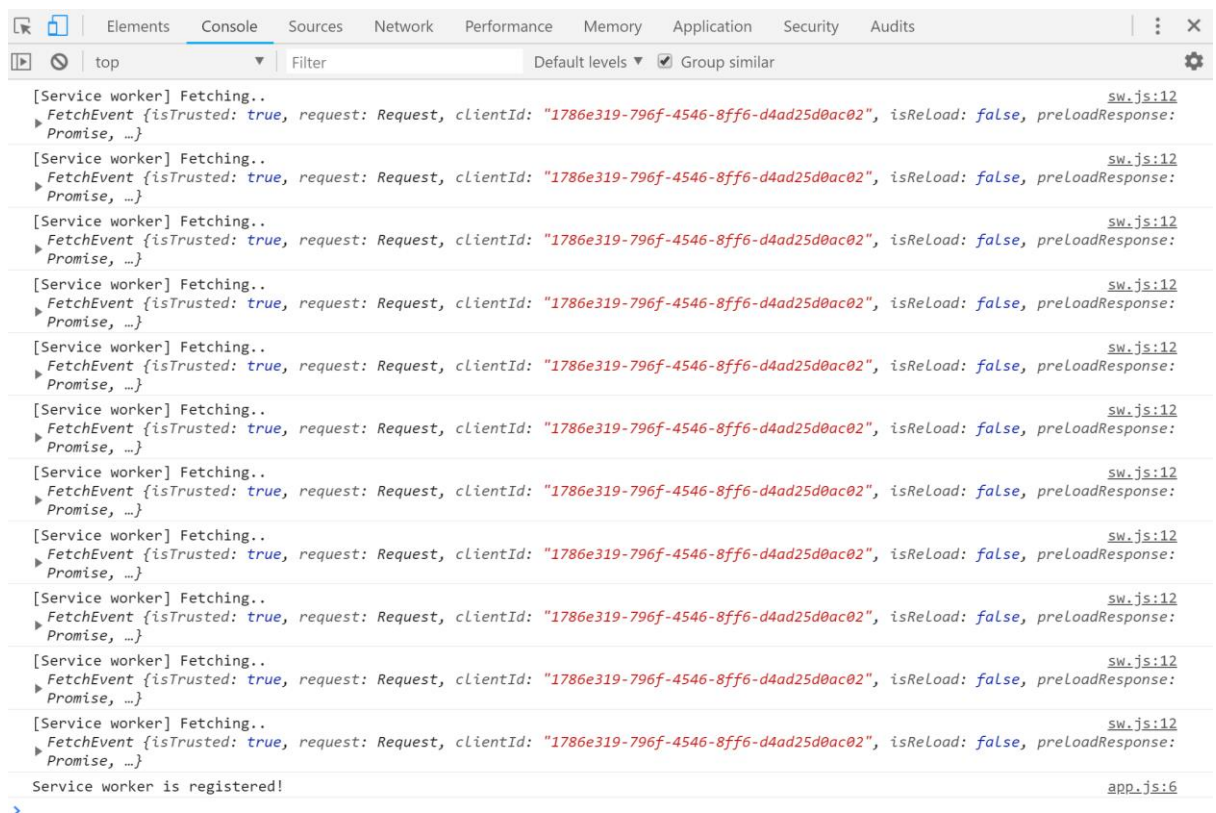 Elements Console Sources Network Performance Memory Application Security Audits
top Filter Default levels Group similar
[Service worker] Fetching.. sw.js:12
FetchEvent {isTrusted: true, request: Request, clientId: "1786e319-796f-4546-8ff6-d4ad25d0ac02", isReload: false, preloadResponse:
Promise, …}
[Service worker] Fetching.. sw.js:12
FetchEvent {isTrusted: true, request: Request, clientId: "1786e319-796f-4546-8ff6-d4ad25d0ac02", isReload: false, preloadResponse:
Promise, …}
[Service worker] Fetching.. sw.js:12
FetchEvent {isTrusted: true, request: Request, clientId: "1786e319-796f-4546-8ff6-d4ad25d0ac02", isReload: false, preloadResponse:
Promise, …}
[Service worker] Fetching.. sw.js:12
FetchEvent {isTrusted: true, request: Request, clientId: "1786e319-796f-4546-8ff6-d4ad25d0ac02", isReload: false, preloadResponse:
Promise, …}
[Service worker] Fetching.. sw.js:12
FetchEvent {isTrusted: true, request: Request, clientId: "1786e319-796f-4546-8ff6-d4ad25d0ac02", isReload: false, preloadResponse:
Promise, …}
[Service worker] Fetching.. sw.js:12
FetchEvent {isTrusted: true, request: Request, clientId: "1786e319-796f-4546-8ff6-d4ad25d0ac02", isReload: false, preloadResponse:
Promise, …}
[Service worker] Fetching.. sw.js:12
FetchEvent {isTrusted: true, request: Request, clientId: "1786e319-796f-4546-8ff6-d4ad25d0ac02", isReload: false, preloadResponse:
Promise, …}
[Service worker] Fetching.. sw.js:12
FetchEvent {isTrusted: true, request: Request, clientId: "1786e319-796f-4546-8ff6-d4ad25d0ac02", isReload: false, preloadResponse:
Promise, …}
[Service worker] Fetching.. sw.js:12
FetchEvent {isTrusted: true, request: Request, clientId: "1786e319-796f-4546-8ff6-d4ad25d0ac02", isReload: false, preloadResponse:
Promise, …}
[Service worker] Fetching.. sw.js:12
FetchEvent {isTrusted: true, request: Request, clientId: "1786e319-796f-4546-8ff6-d4ad25d0ac02", isReload: false, preloadResponse:
Promise, …}
[Service worker] Fetching.. sw.js:12
FetchEvent {isTrusted: true, request: Request, clientId: "1786e319-796f-4546-8ff6-d4ad25d0ac02", isReload: false, preloadResponse:
Promise, …}
Service worker is registered! app.js:6